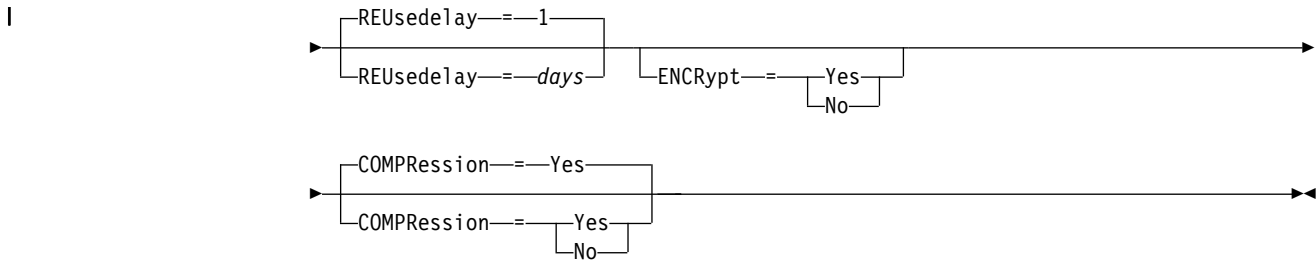 REUsedelay = 1
REUsedelay = days ENCRypt = Yes
No
COMPRession = Yes
COMPRession = Yes
No